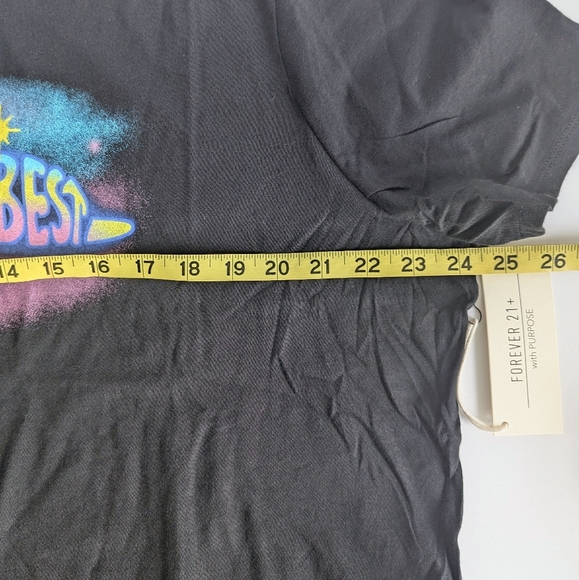 BEST
14 15 16 17 18 19 20 21 22 23 24 25 26
FOREVER 21+
with PURPOSE